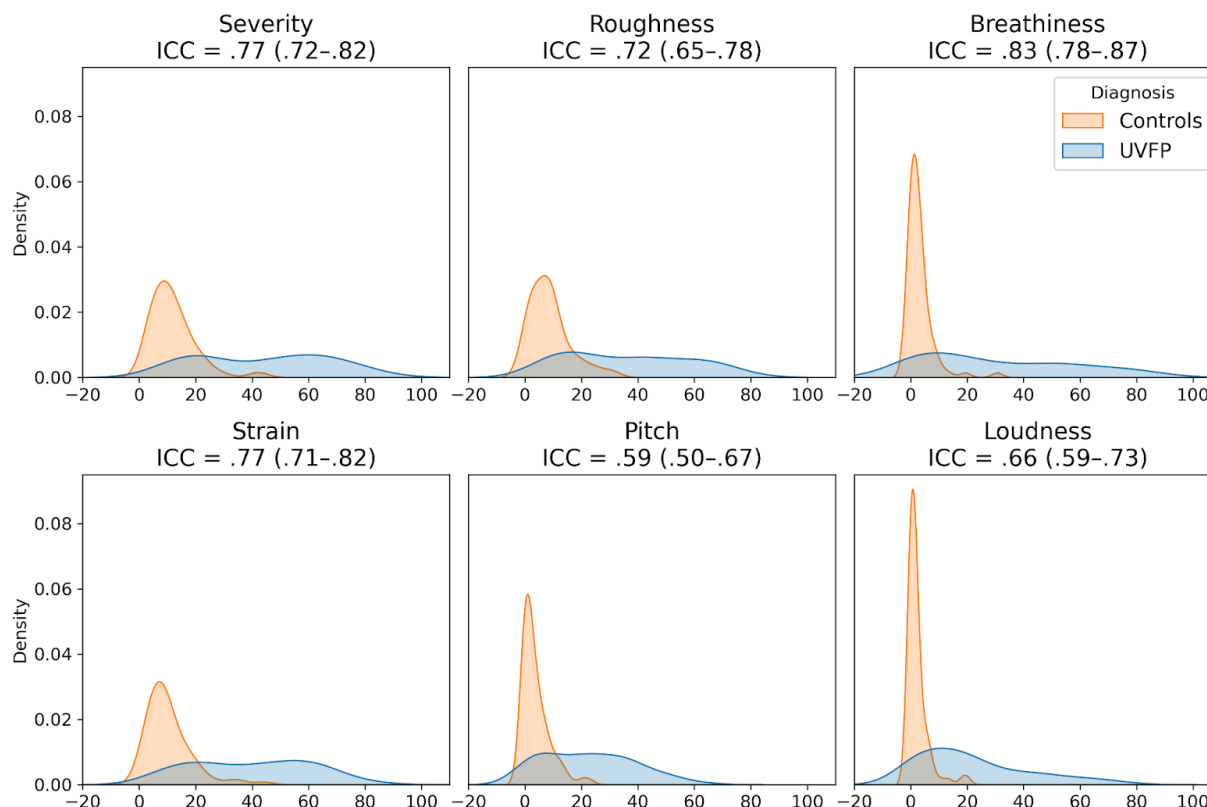 Severity
ICC = .77 (.72–.82)
Roughness
ICC = .72 (.65–.78)
Breathiness
ICC = .83 (.78–.87)
Density
0.08
0.06
0.04
0.02
0.00
−20 0 20 40 60 80 100
−20 0 20 40 60 80 100
−20 0 20 40 60 80 100
Diagnosis
Controls
UVFP
Strain
ICC = .77 (.71–.82)
Pitch
ICC = .59 (.50–.67)
Loudness
ICC = .66 (.59–.73)
Density
0.08
0.06
0.04
0.02
0.00
−20 0 20 40 60 80 100
−20 0 20 40 60 80 100
−20 0 20 40 60 80 100